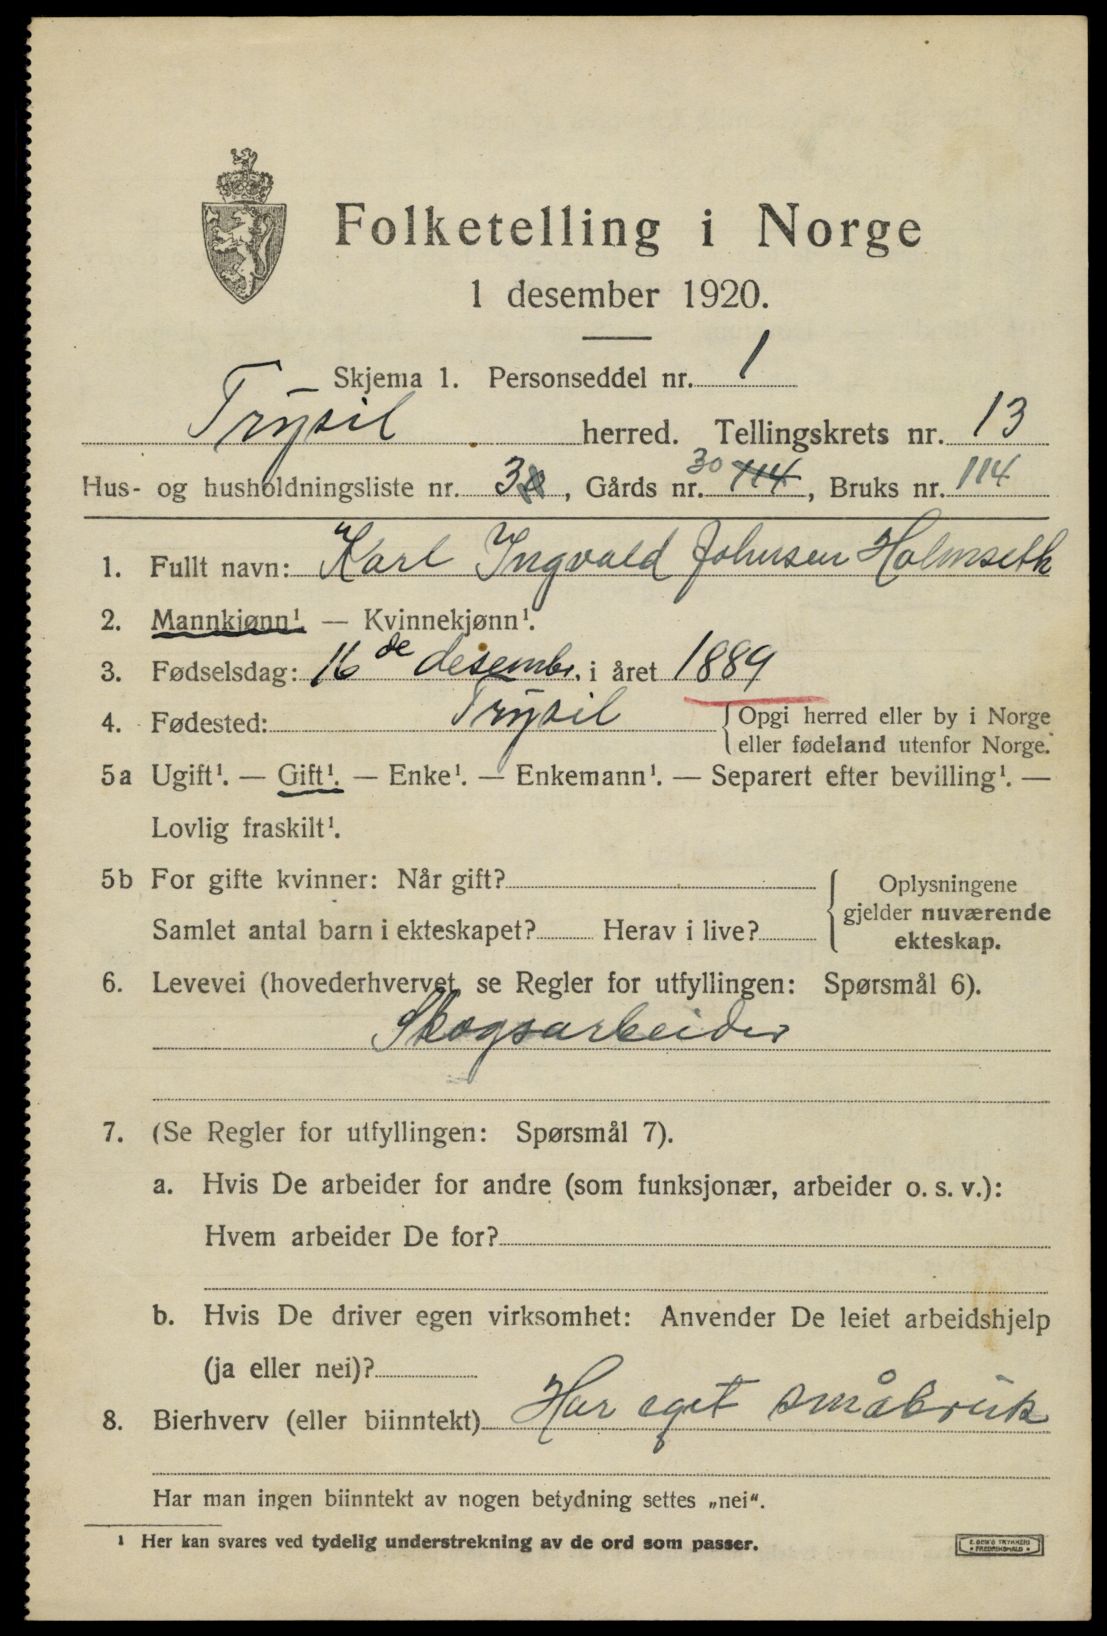 Folketelling i Norge
1 desember 1920.
Skjema 1. Personseddel nr. 1
Trysil herred. Tellingskrets nr. 13
Hus- og husholdningsliste nr. 3, Gårds nr. 30 114, Bruks nr. 114
1. Fullt navn: Karl Ingvald Johnsen Holmseth
2. Mannkjønn¹. — Kvinnekjønn¹.
3. Fødselsdag: 16de desembr. i året 1889
4. Fødested: Trysil {Opgi herred eller by i Norge
eller fødeland utenfor Norge.
5a Ugift¹. — Gift¹. — Enke¹. — Enkemann¹. — Separert efter bevilling¹. —
Lovlig fraskilt¹.
5b For gifte kvinner: Når gift? { Oplysningene
gjelder nuværende
Samlet antal barn i ekteskapet? Herav i live?
ekteskap.
6. Levevei (hovederhvervet, se Regler for utfyllingen: Spørsmål 6).
Skogsarbeider
7. (Se Regler for utfyllingen: Spørsmål 7).
a. Hvis De arbeider for andre (som funksjonær, arbeider o. s. v.):
Hvem arbeider De for?
b. Hvis De driver egen virksomhet: Anvender De leiet arbeidshjelp
(ja eller nei)?
8. Bierhverv (eller biinntekt) Har eget småbruk
Har man ingen biinntekt av nogen betydning settes „nei“.
¹ Her kan svares ved tydelig understrekning av de ord som passer.
E. SEM'S TRYKKERI
FREDRIKSHALD